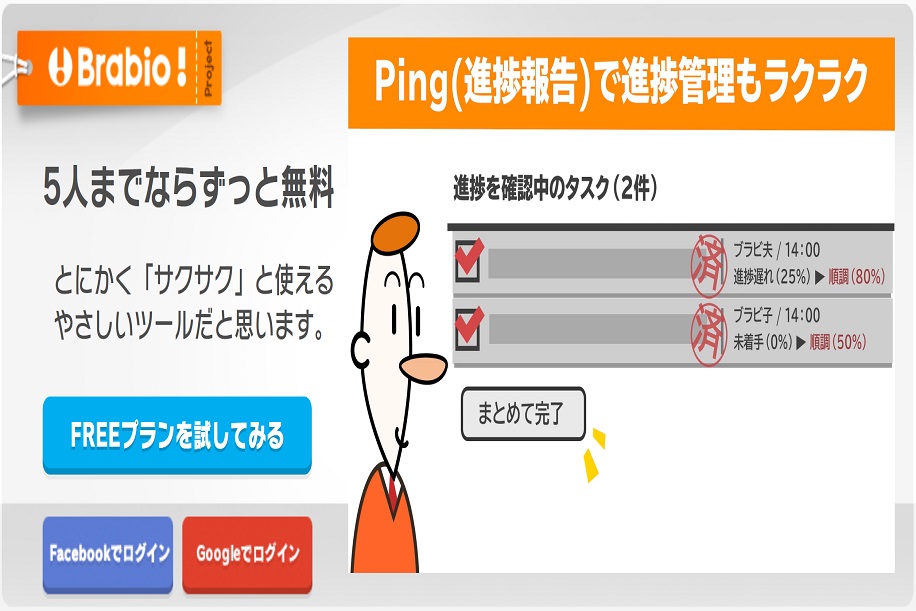 Brabio! Project
5人までならずっと無料
とにかく「サクサク」と使える
やさしいツールだと思います。
FREEプランを試してみる
Facebookでログイン
Googleでログイン
Ping(進捗報告)で進捗管理もラクラク
進捗を確認中のタスク(2件)
済
ブラビ夫 / 14:00
進捗遅れ(25%) ▶ 順調(80%)
済
ブラビ子 / 14:00
未着手(0%) ▶ 順調(50%)
まとめて完了